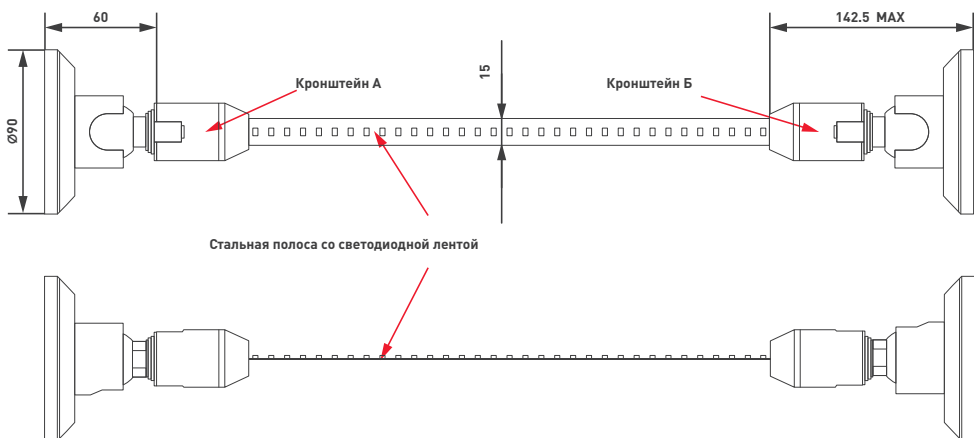 60
142.5 MAX
Кронштейн А
15
Кронштейн Б
Ø90
Стальная полоса со светодиодной лентой